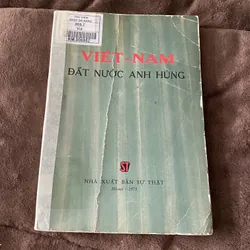 VIỆT-NAM
ĐẤT NƯỚC ANH HÙNG
ST
NHÀ XUẤT BẢN SỰ THẬT